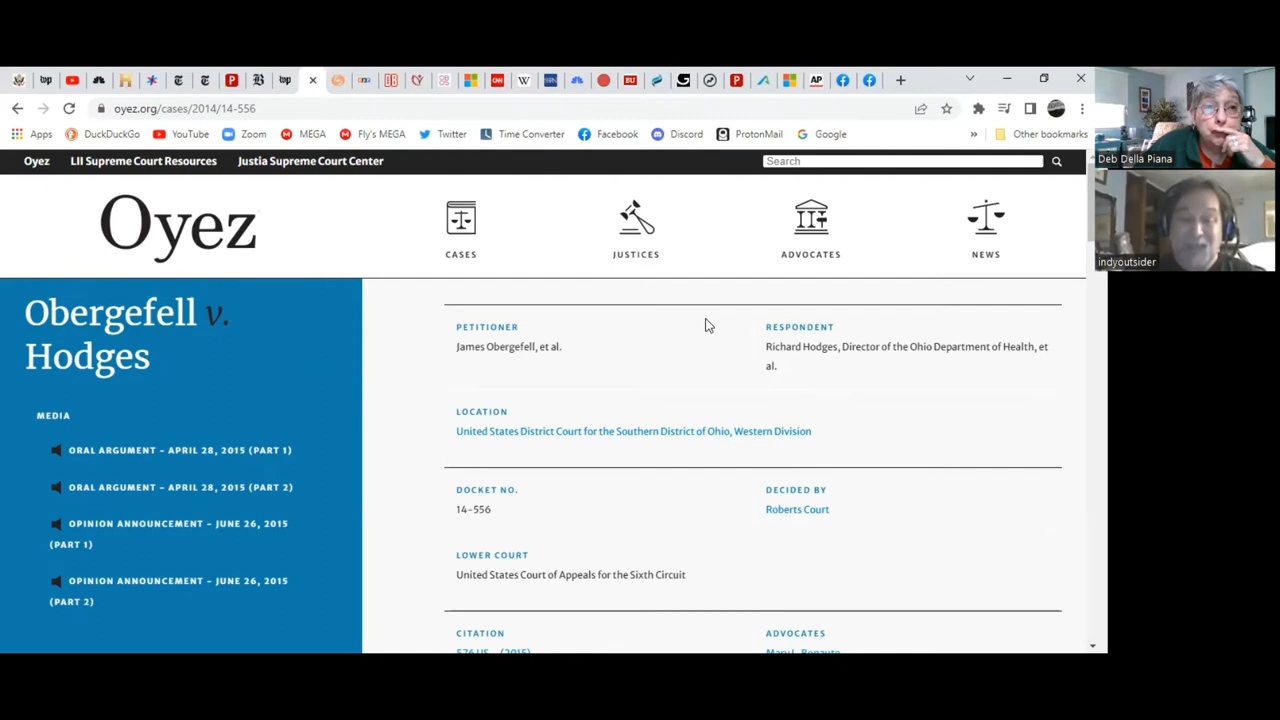 oyez.org/cases/2014/14-556
Apps DuckDuckGo YouTube Zoom MEGA Fly's MEGA Twitter Time Converter Facebook Discord ProtonMail Google » Other bookmarks
Oyez LII Supreme Court Resources Justia Supreme Court Center Search
Oyez
CASES JUSTICES ADVOCATES NEWS
Obergefell v.
Hodges
MEDIA
ORAL ARGUMENT - APRIL 28, 2015 (PART 1)
ORAL ARGUMENT - APRIL 28, 2015 (PART 2)
OPINION ANNOUNCEMENT - JUNE 26, 2015
(PART 1)
OPINION ANNOUNCEMENT - JUNE 26, 2015
(PART 2)
PETITIONER
James Obergefell, et al.
RESPONDENT
Richard Hodges, Director of the Ohio Department of Health, et
al.
LOCATION
United States District Court for the Southern District of Ohio, Western Division
DOCKET NO.
14-556
DECIDED BY
Roberts Court
LOWER COURT
United States Court of Appeals for the Sixth Circuit
CITATION
576 US _ (2015)
ADVOCATES
Mary L. Bonauto
Deb Della Piana
indyoutsider